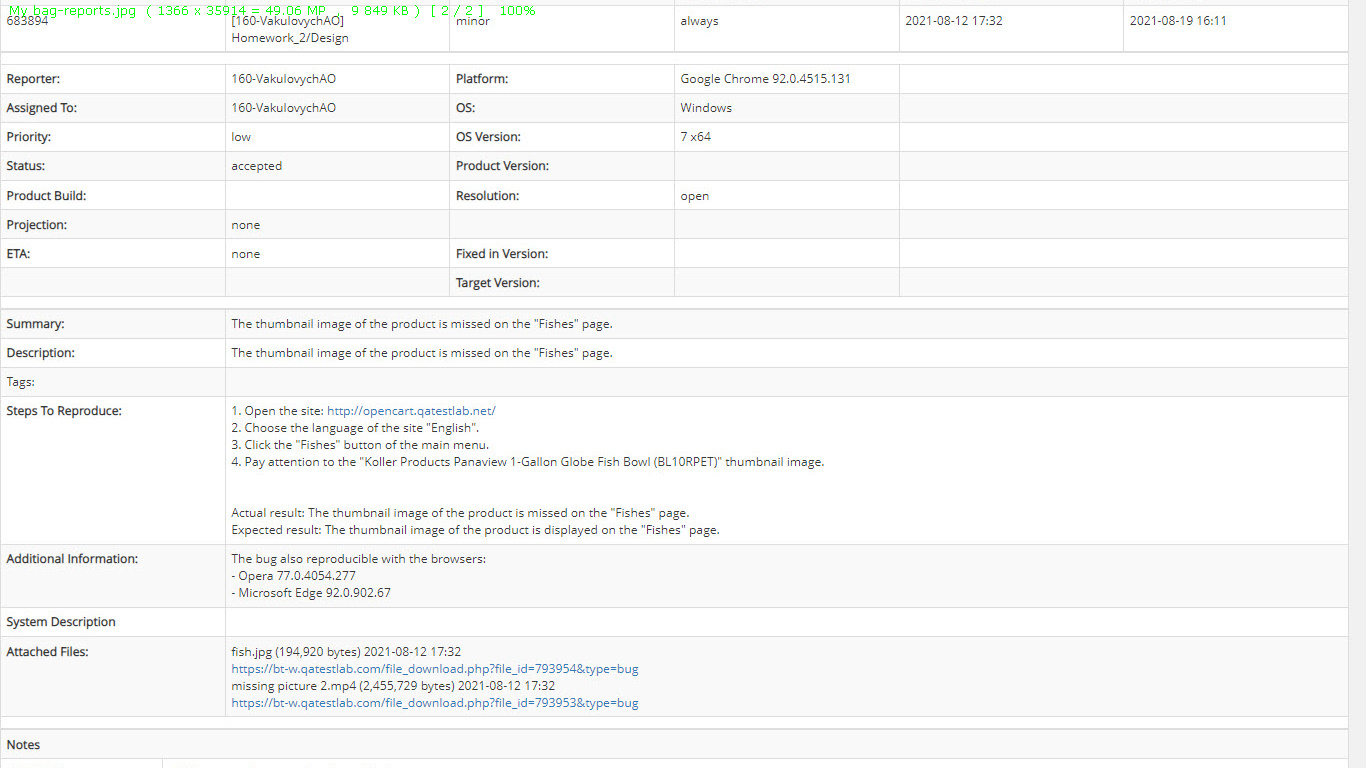 My bag-reports.jpg ( 1366 x 35914 = 49.06 MP , 9 849 KB ) [ 2 / 2 ] 100%
683894 [160-VakulovychAO] minor always 2021-08-12 17:32 2021-08-19 16:11
Homework_2/Design
Reporter: 160-VakulovychAO Platform: Google Chrome 92.0.4515.131
Assigned To: 160-VakulovychAO OS: Windows
Priority: low OS Version: 7 x64
Status: accepted Product Version:
Product Build: Resolution: open
Projection: none
ETA: none Fixed in Version:
Target Version:
Summary: The thumbnail image of the product is missed on the "Fishes" page.
Description: The thumbnail image of the product is missed on the "Fishes" page.
Tags:
Steps To Reproduce: 1. Open the site: http://opencart.qatestlab.net/
2. Choose the language of the site "English".
3. Click the "Fishes" button of the main menu.
4. Pay attention to the "Koller Products Panaview 1-Gallon Globe Fish Bowl (BL10RPET)" thumbnail image.
Actual result: The thumbnail image of the product is missed on the "Fishes" page.
Expected result: The thumbnail image of the product is displayed on the "Fishes" page.
Additional Information: The bug also reproducible with the browsers:
- Opera 77.0.4054.277
- Microsoft Edge 92.0.902.67
System Description
Attached Files: fish.jpg (194,920 bytes) 2021-08-12 17:32
https://bt-w.qatestlab.com/file_download.php?file_id=793954&type=bug
missing picture 2.mp4 (2,455,729 bytes) 2021-08-12 17:32
https://bt-w.qatestlab.com/file_download.php?file_id=793953&type=bug
Notes